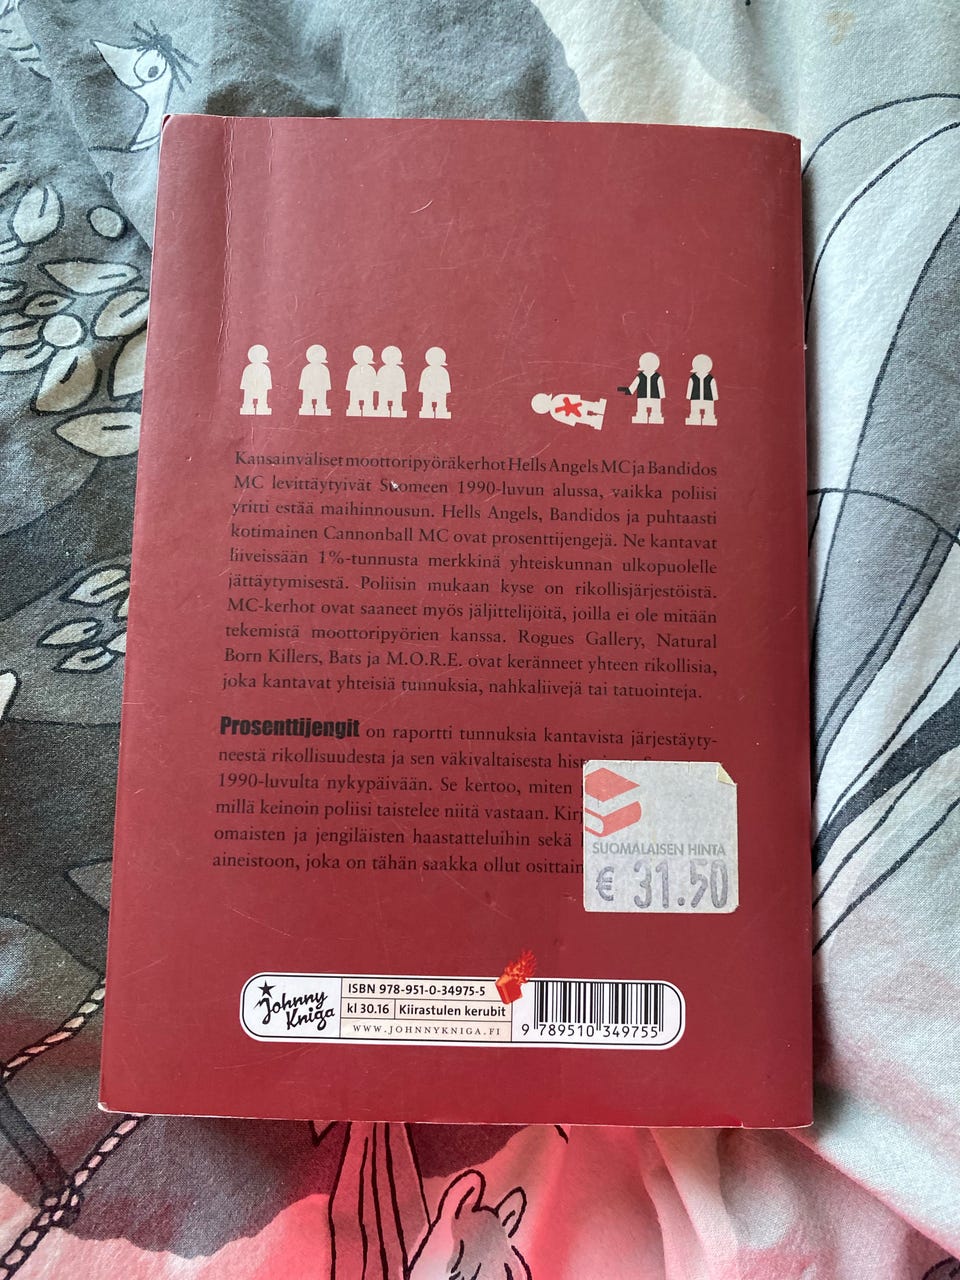 Kansainväliset moottoripyöräkerhot Hells Angels MC ja Bandidos
MC levittäytyivät Suomeen 1990-luvun alussa, vaikka poliisi
yritti estää maihinnousun. Hells Angels, Bandidos ja puhtaasti
kotimainen Cannonball MC ovat prosenttijengejä. Ne kantavat
liiveissään 1%-tunnusta merkkinä yhteiskunnan ulkopuolelle
jättäytymisestä. Poliisin mukaan kyse on rikollisjärjestöistä.
MC-kerhot ovat saaneet myös jäljittelijöitä, joilla ei ole mitään
tekemistä moottoripyörien kanssa. Rogues Gallery, Natural
Born Killers, Bats ja M.O.R.E. ovat keränneet yhteen rikollisia,
joka kantavat yhteisiä tunnuksia, nahkaliivejä tai tatuointeja.
Prosenttijengit on raportti tunnuksia kantavista järjestäyty-
neestä rikollisuudesta ja sen väkivaltaisesta
1990-luvulta nykypäivään. Se kertoo, miten
millä keinoin poliisi taistelee niitä vastaan.
omaisten ja jengiläisten haastatteluihin sekä
aineistoon, joka on tähän saakka ollut
SUOMALAISEN HINTA
€ 31.50
Johnny Kniga
ISBN 978-951-0-34975-5
kl 30.16 Kiirastulen kerubit
WWW.JOHNNYKNIGA.FI
9 789510 349755